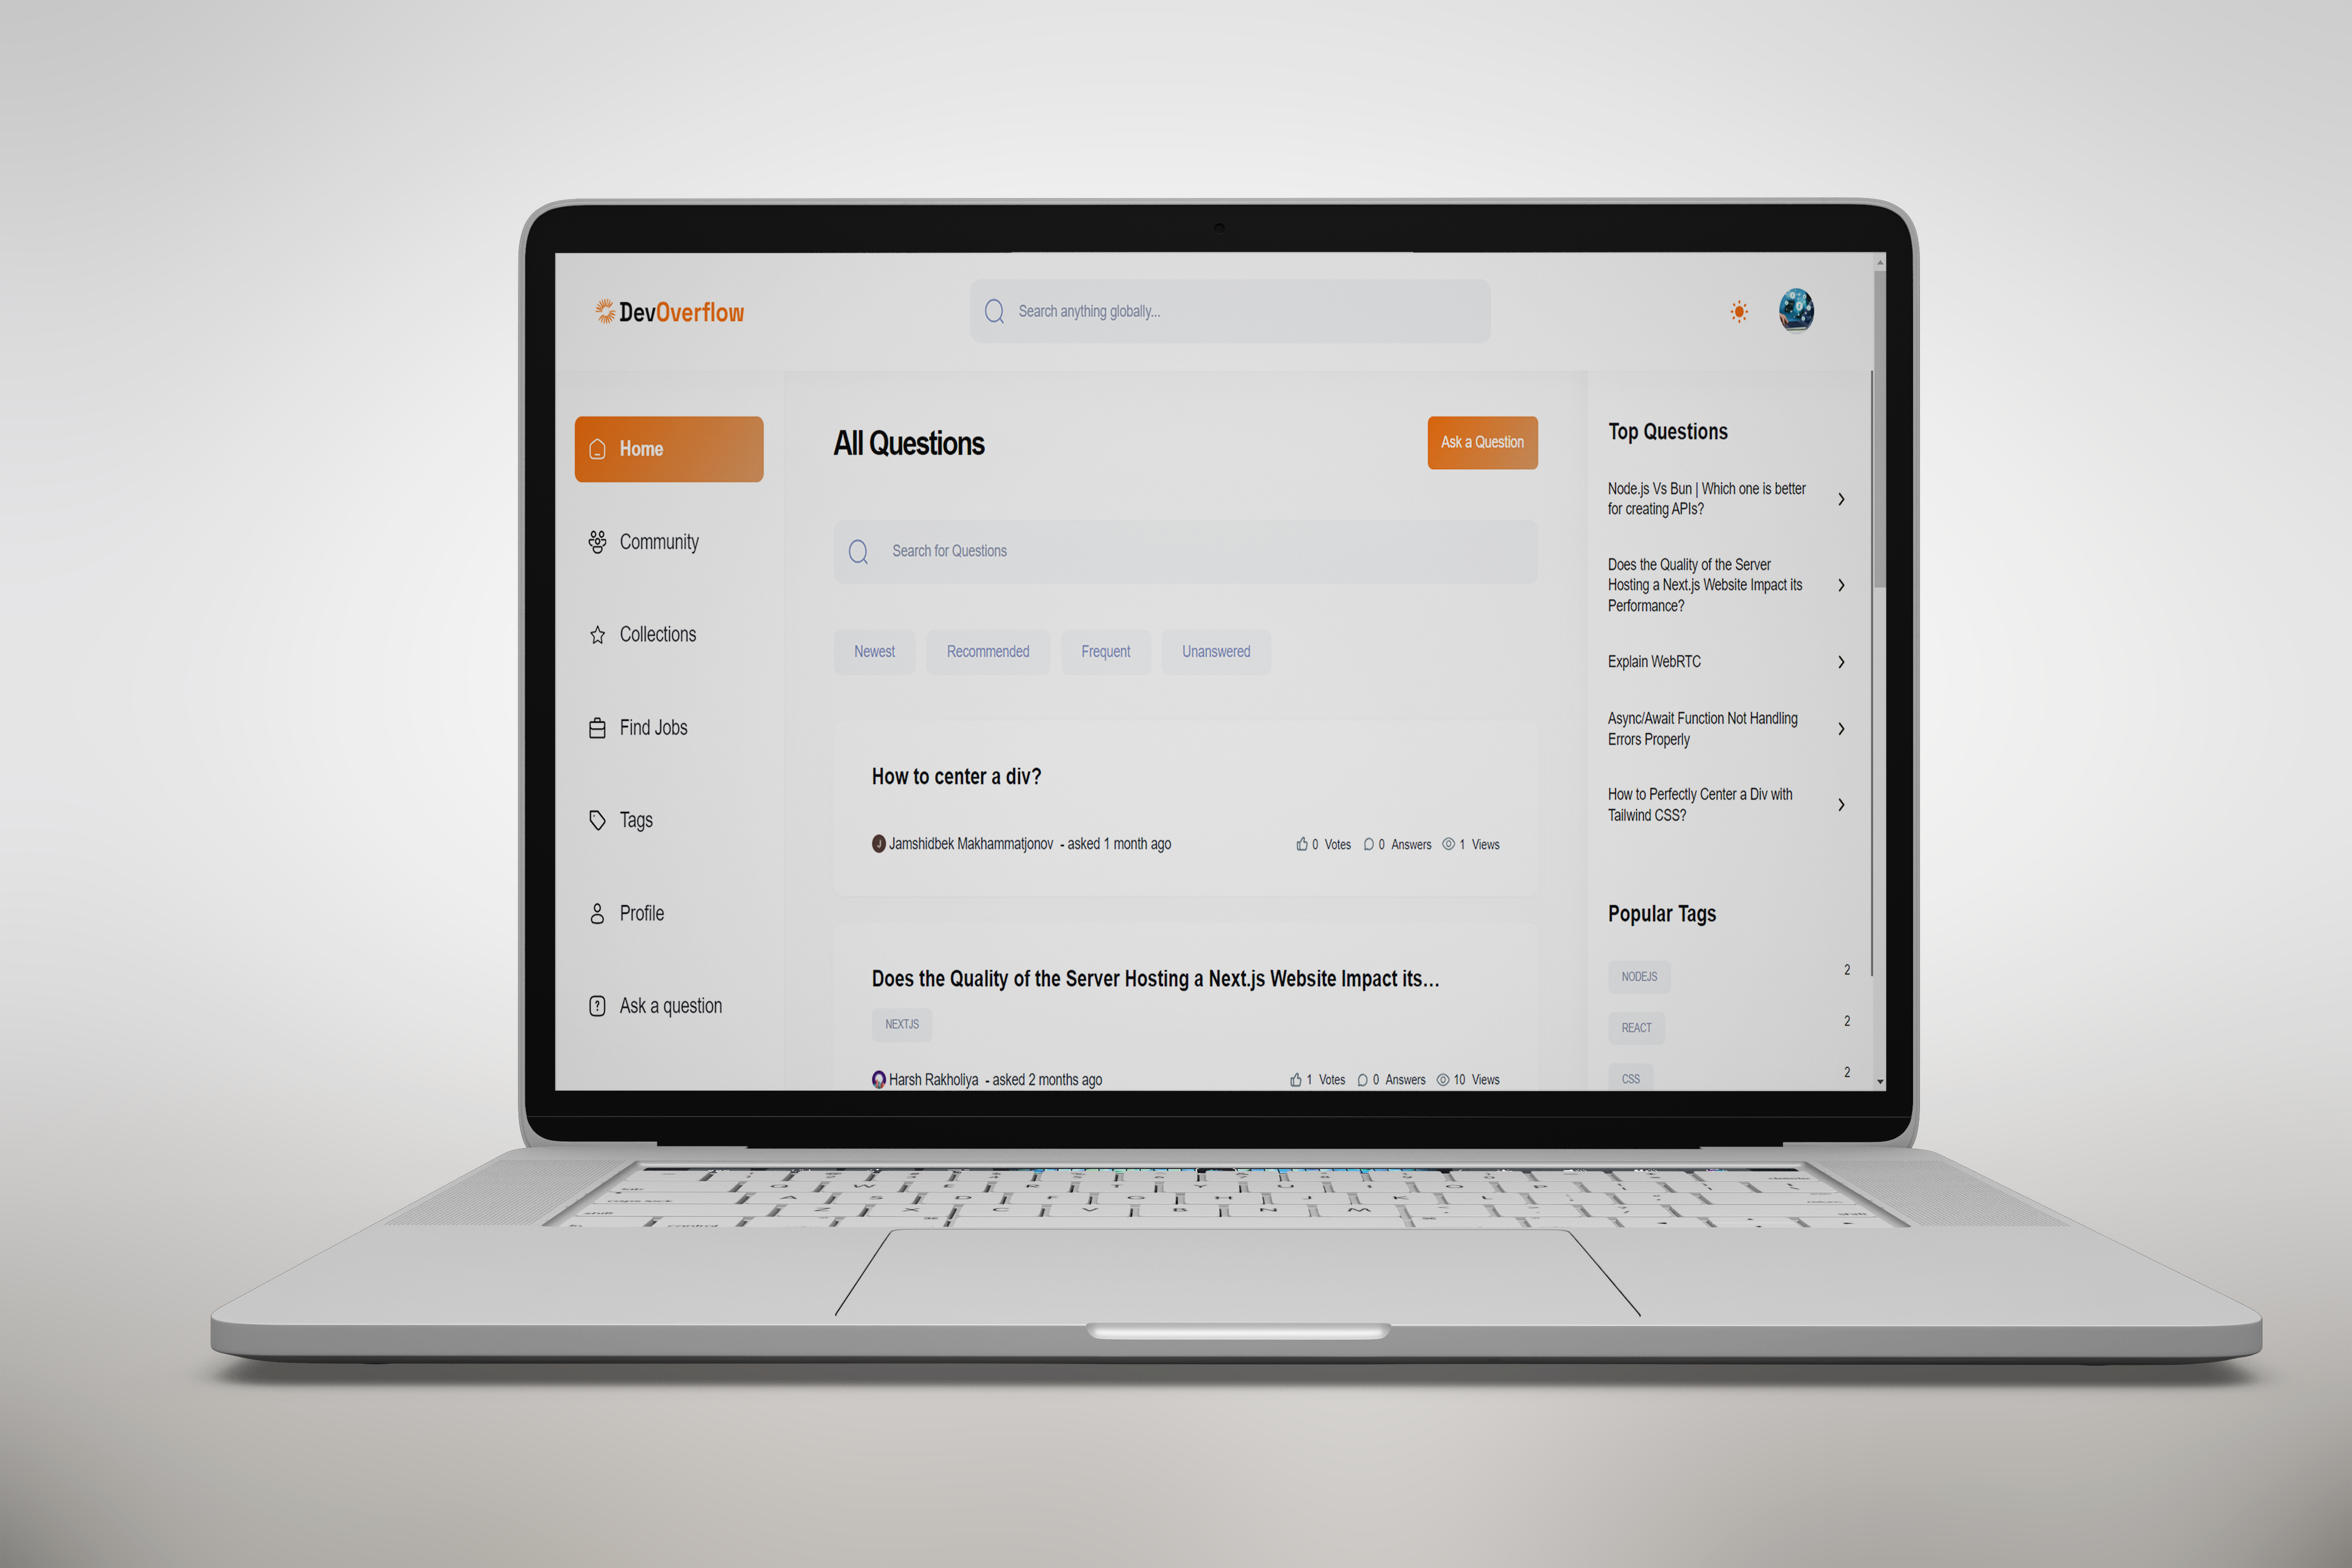 DevOverflow
Search anything globally...
Home
Community
Collections
Find Jobs
Tags
Profile
Ask a question
All Questions
Ask a Question
Search for Questions
Newest Recommended Frequent Unanswered
How to center a div?
J Jamshidbek Makhammatjonov - asked 1 month ago 0 Votes 0 Answers 1 Views
Does the Quality of the Server Hosting a Next.js Website Impact its...
NEXTJS
Harsh Rakholiya - asked 2 months ago 1 Votes 0 Answers 10 Views
Top Questions
Node.js Vs Bun | Which one is better
for creating APIs?
Does the Quality of the Server
Hosting a Next.js Website Impact its
Performance?
Explain WebRTC
Async/Await Function Not Handling
Errors Properly
How to Perfectly Center a Div with
Tailwind CSS?
Popular Tags
NODEJS 2
REACT 2
CSS 2
Q W E R T Y U I O P
caps lock A S D F G H J K L
shift Z X C V B N M shift
fn control